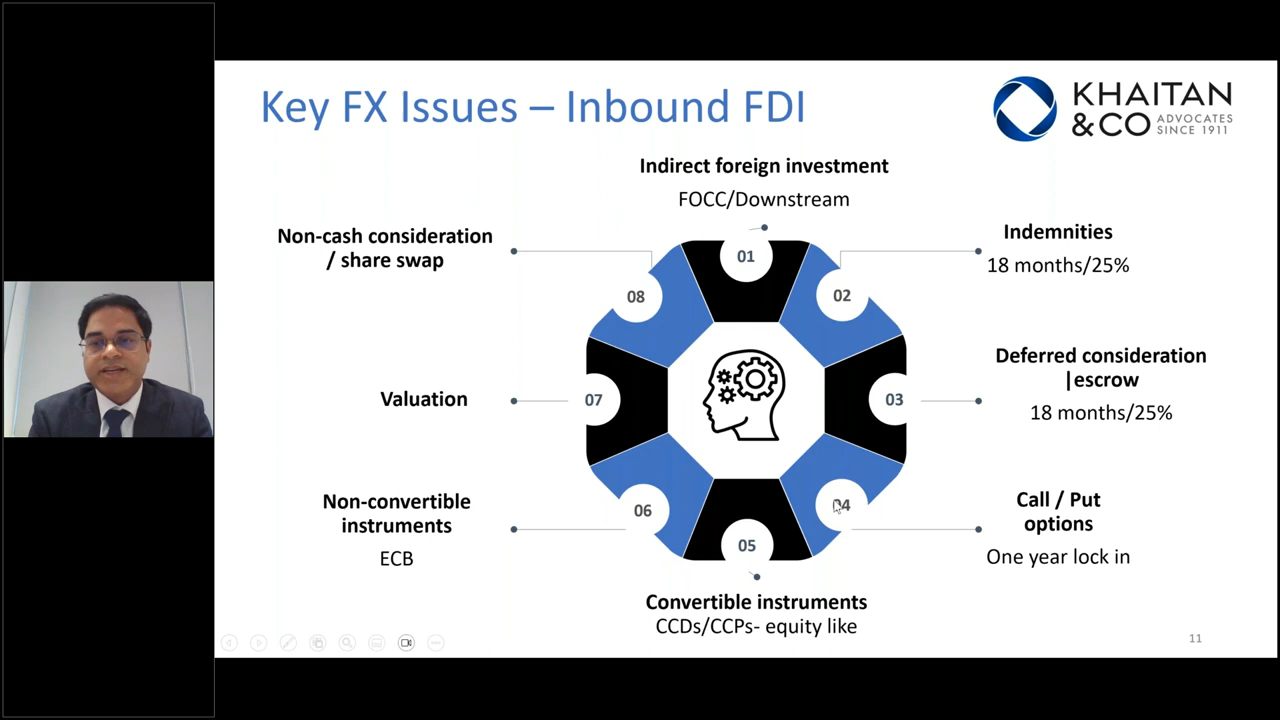 Key FX Issues – Inbound FDI
KHAITAN
&CO ADVOCATES
SINCE 1911
Indirect foreign investment
FOCC/Downstream
01
Indemnities
18 months/25%
02
Deferred consideration
|escrow
18 months/25%
03
Call / Put
options
One year lock in
04
Convertible instruments
CCDs/CCPs- equity like
05
Non-convertible
instruments
ECB
06
Valuation
07
Non-cash consideration
/ share swap
08
11